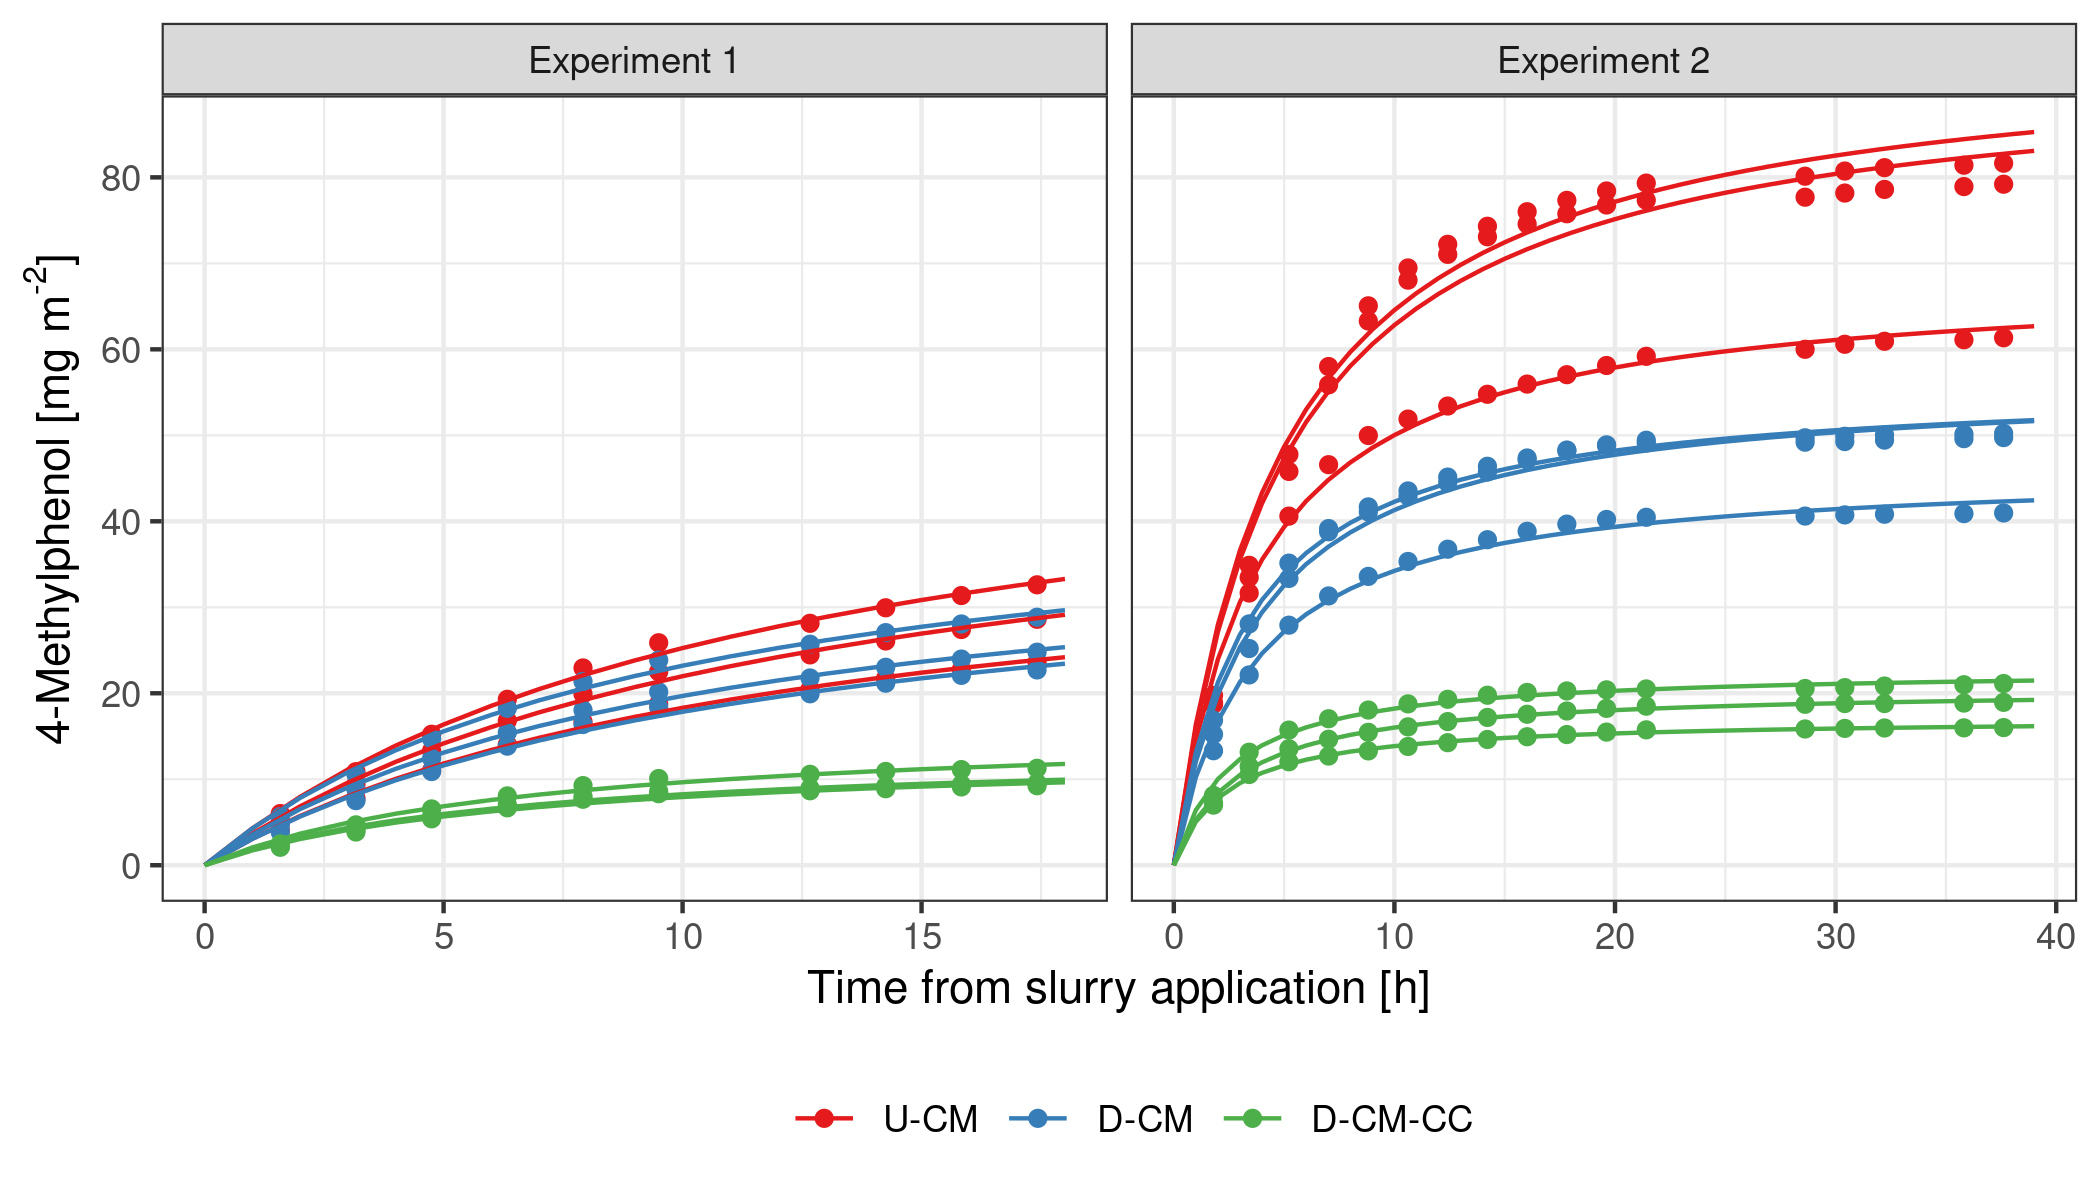 Experiment 1
Experiment 2
4-Methylphenol [mg m-2]
80
60
40
20
0
0 5 10 15
0 10 20 30 40
Time from slurry application [h]
U-CM D-CM D-CM-CC